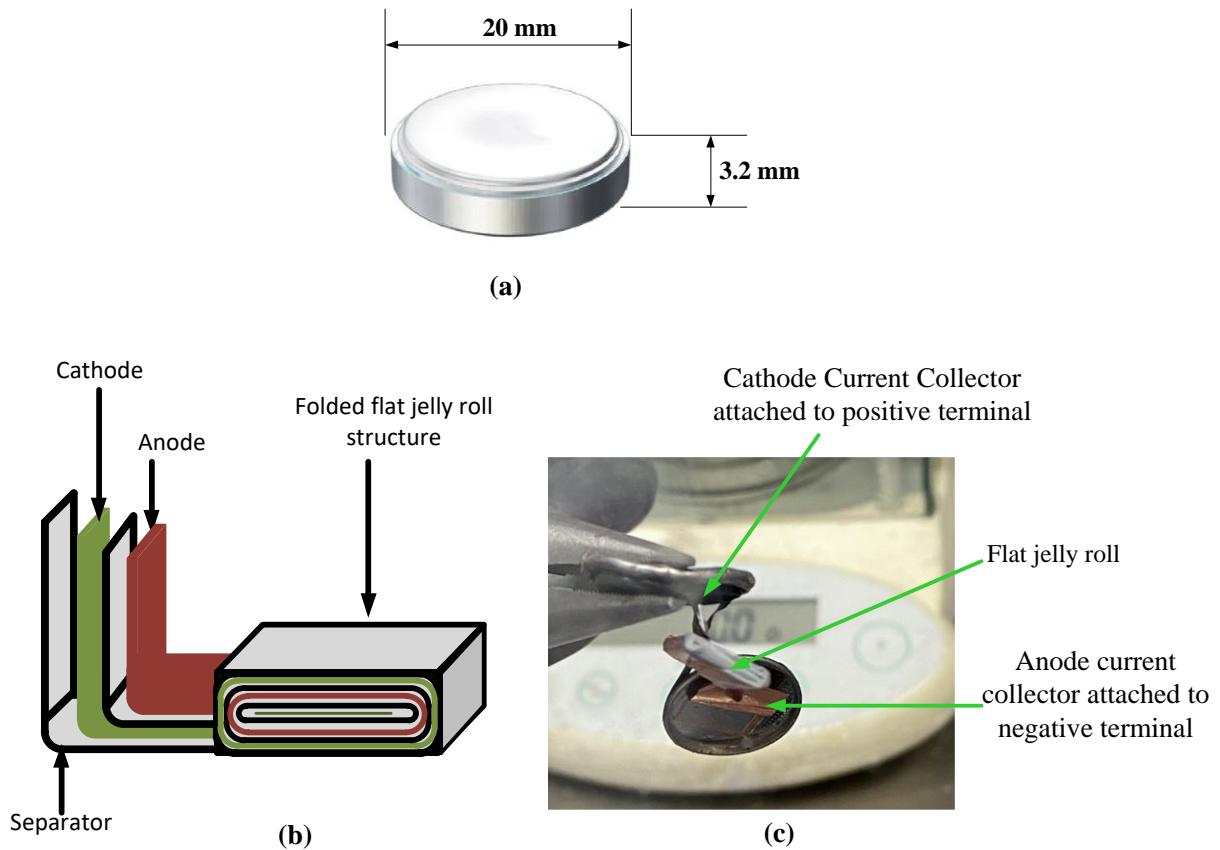 20 mm
3.2 mm
(a)
Cathode
Anode
Folded flat jelly roll
structure
Separator
(b)
Cathode Current Collector
attached to positive terminal
Flat jelly roll
Anode current
collector attached to
negative terminal
(c)